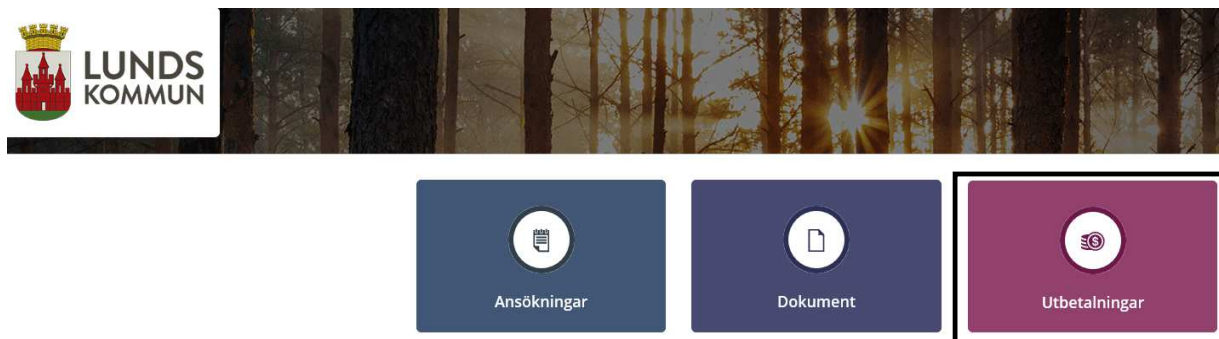 LUNDS
KOMMUN
Ansökningar
Dokument
Utbetalningar